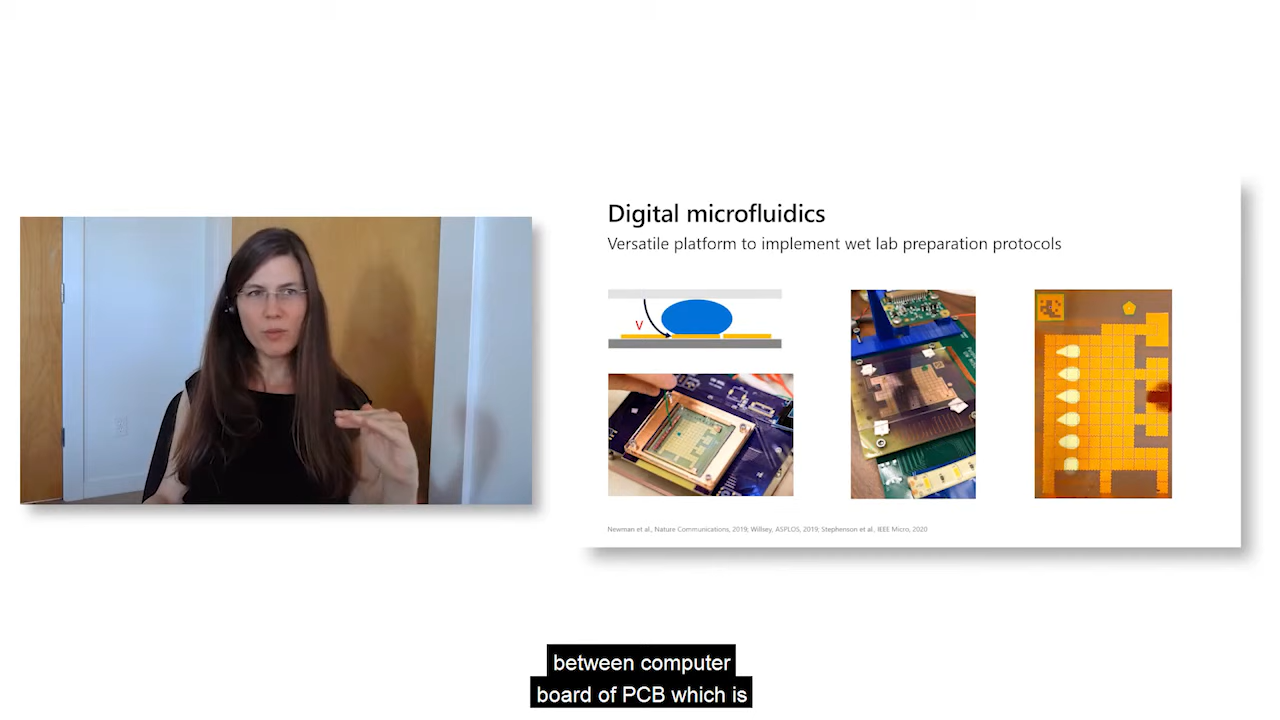 Digital microfluidics
Versatile platform to implement wet lab preparation protocols
V
Newman et al., Nature Communications, 2019; Willsey, ASPLOS, 2019; Stephenson et al., IEEE Micro, 2020
between computer
board of PCB which is